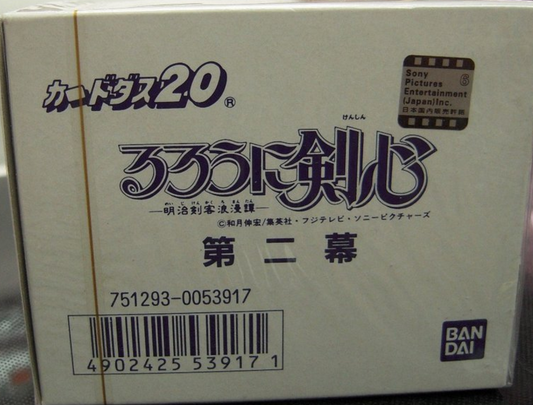 カードダス20®
Sony
Pictures
Entertainment
(Japan)Inc.
日本国内販売許諾
けんしん
るろうに剣心
めいじけんかくろまんたん
―明治剣客浪漫譚―
©和月伸宏/集英社・フジテレビ・ソニーピクチャーズ
第二幕
751293-0053917
4902425 539171
BAN
DAI